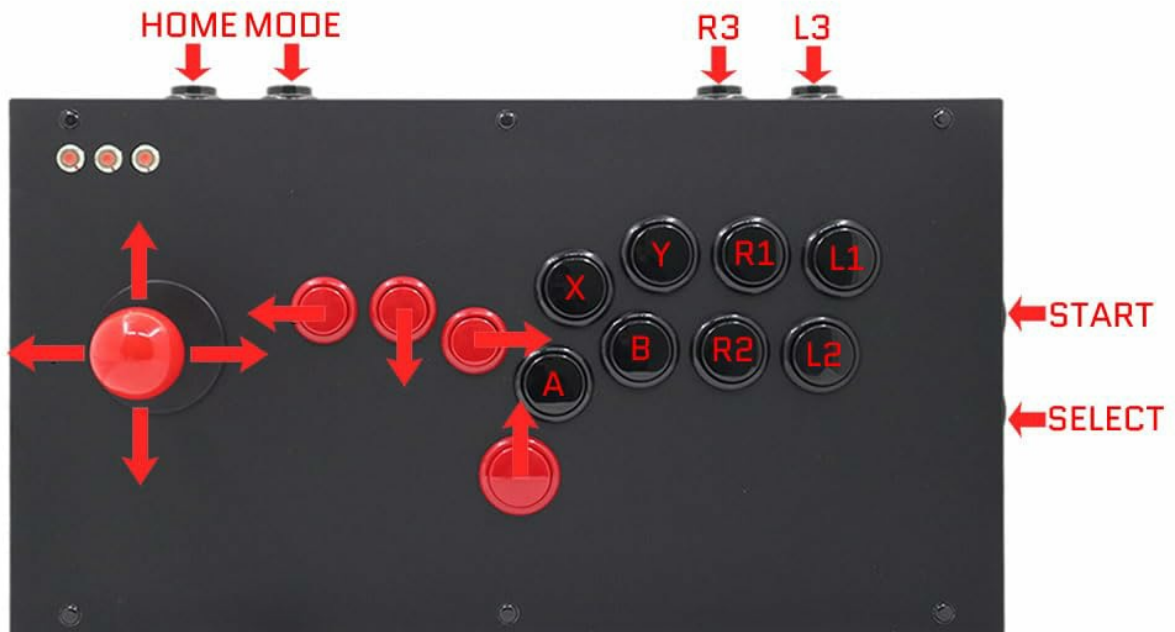 HOME MODE R3 L3
Y R1 L1
X
START
B R2 L2
A
SELECT